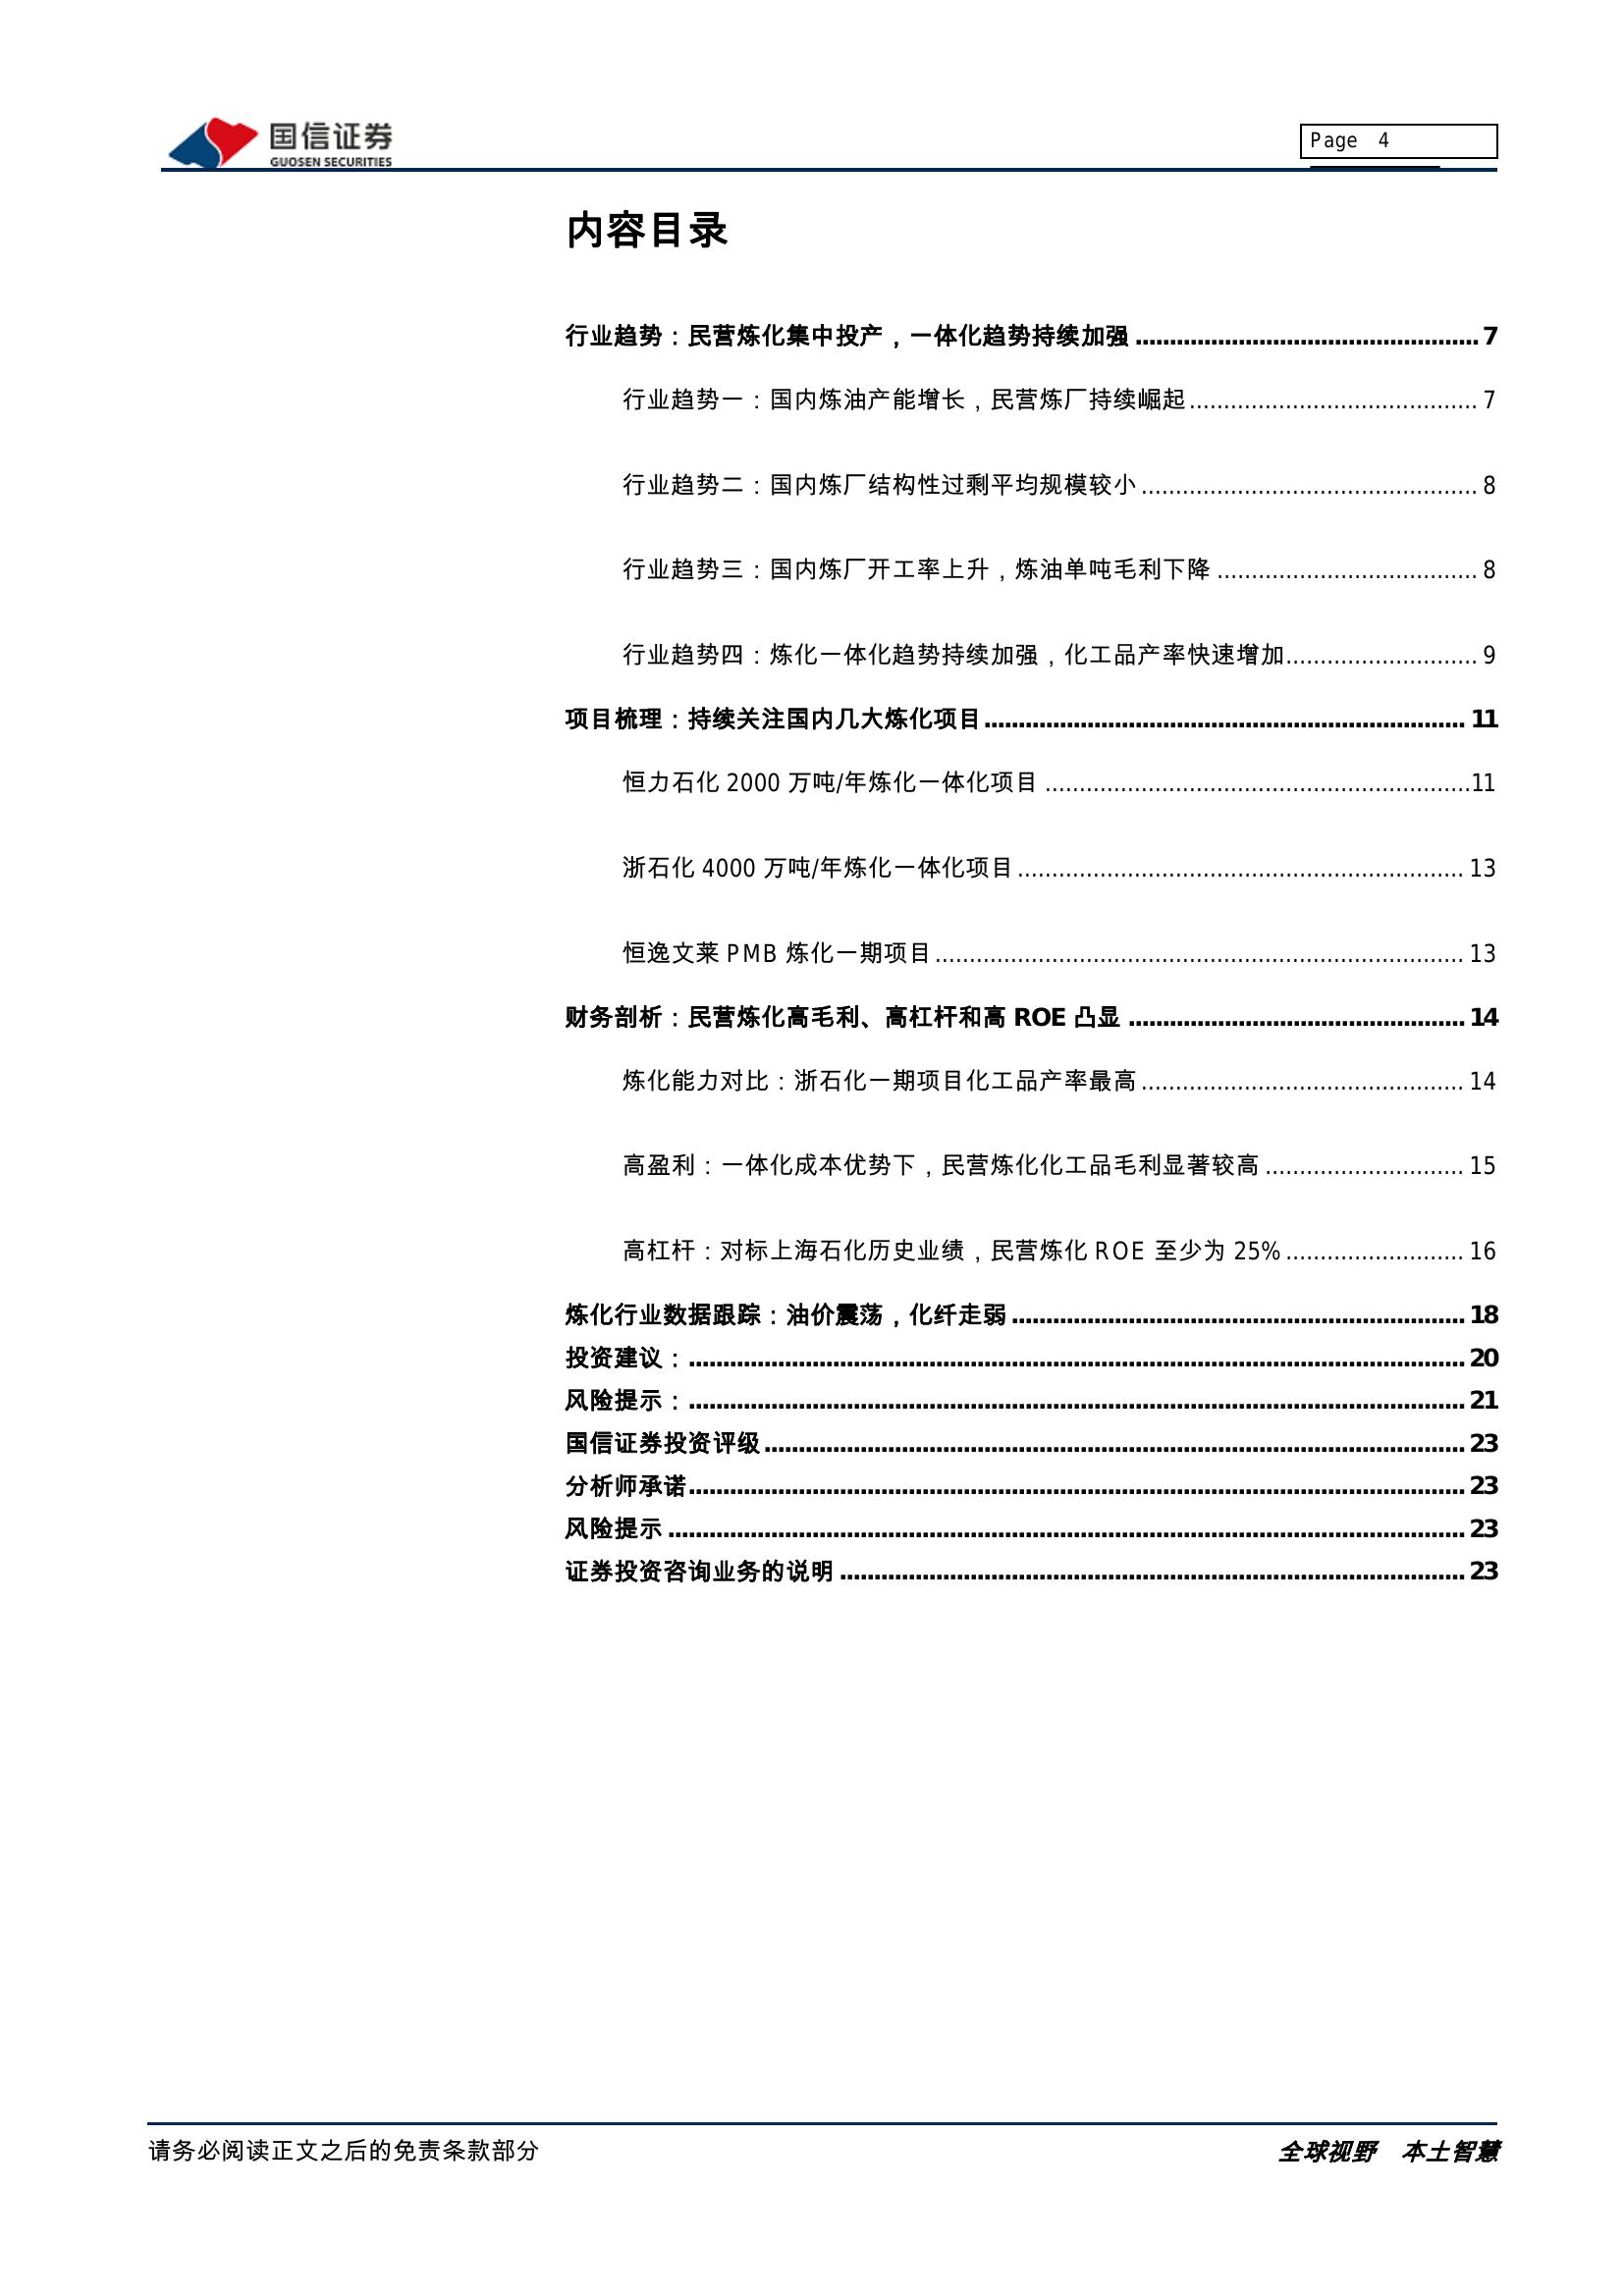 国信证券
GUOSEN SECURITIES
Page 4
内容目录
行业趋势：民营炼化集中投产，一体化趋势持续加强.................................................. 7
行业趋势一：国内炼油产能增长，民营炼厂持续崛起.......................................... 7
行业趋势二：国内炼厂结构性过剩平均规模较小................................................. 8
行业趋势三：国内炼厂开工率上升，炼油单吨毛利下降...................................... 8
行业趋势四：炼化一体化趋势持续加强，化工品产率快速增加............................ 9
项目梳理：持续关注国内几大炼化项目...................................................................... 11
恒力石化 2000 万吨/年炼化一体化项目..............................................................11
浙石化 4000 万吨/年炼化一体化项目................................................................. 13
恒逸文莱 PMB 炼化一期项目............................................................................. 13
财务剖析：民营炼化高毛利、高杠杆和高 ROE 凸显................................................. 14
炼化能力对比：浙石化一期项目化工品产率最高............................................... 14
高盈利：一体化成本优势下，民营炼化化工品毛利显著较高............................. 15
高杠杆：对标上海石化历史业绩，民营炼化 ROE 至少为 25%.......................... 16
炼化行业数据跟踪：油价震荡，化纤走弱.................................................................. 18
投资建议：................................................................................................................. 20
风险提示：................................................................................................................. 21
国信证券投资评级...................................................................................................... 23
分析师承诺................................................................................................................. 23
风险提示.................................................................................................................... 23
证券投资咨询业务的说明........................................................................................... 23
请务必阅读正文之后的免责条款部分
全球视野 本土智慧